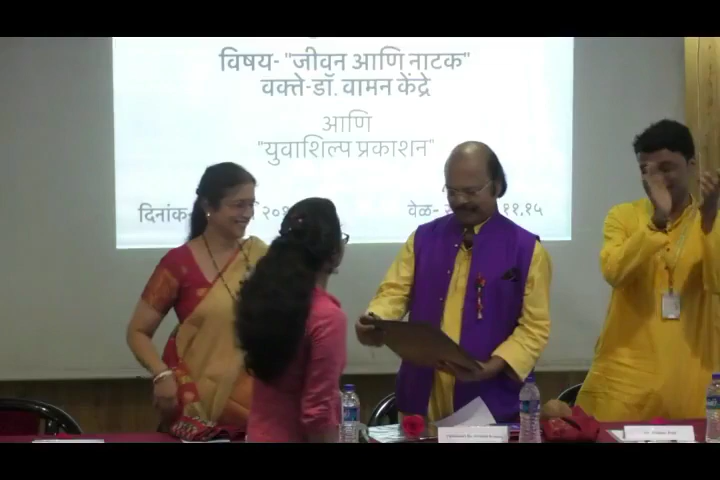 विषय- "जीवन आणि नाटक"
वक्ते-डॉ. वामन केंद्रे
आणि
"युवाशिल्प प्रकाशन"
दिनांक- वेळ- ११.१५